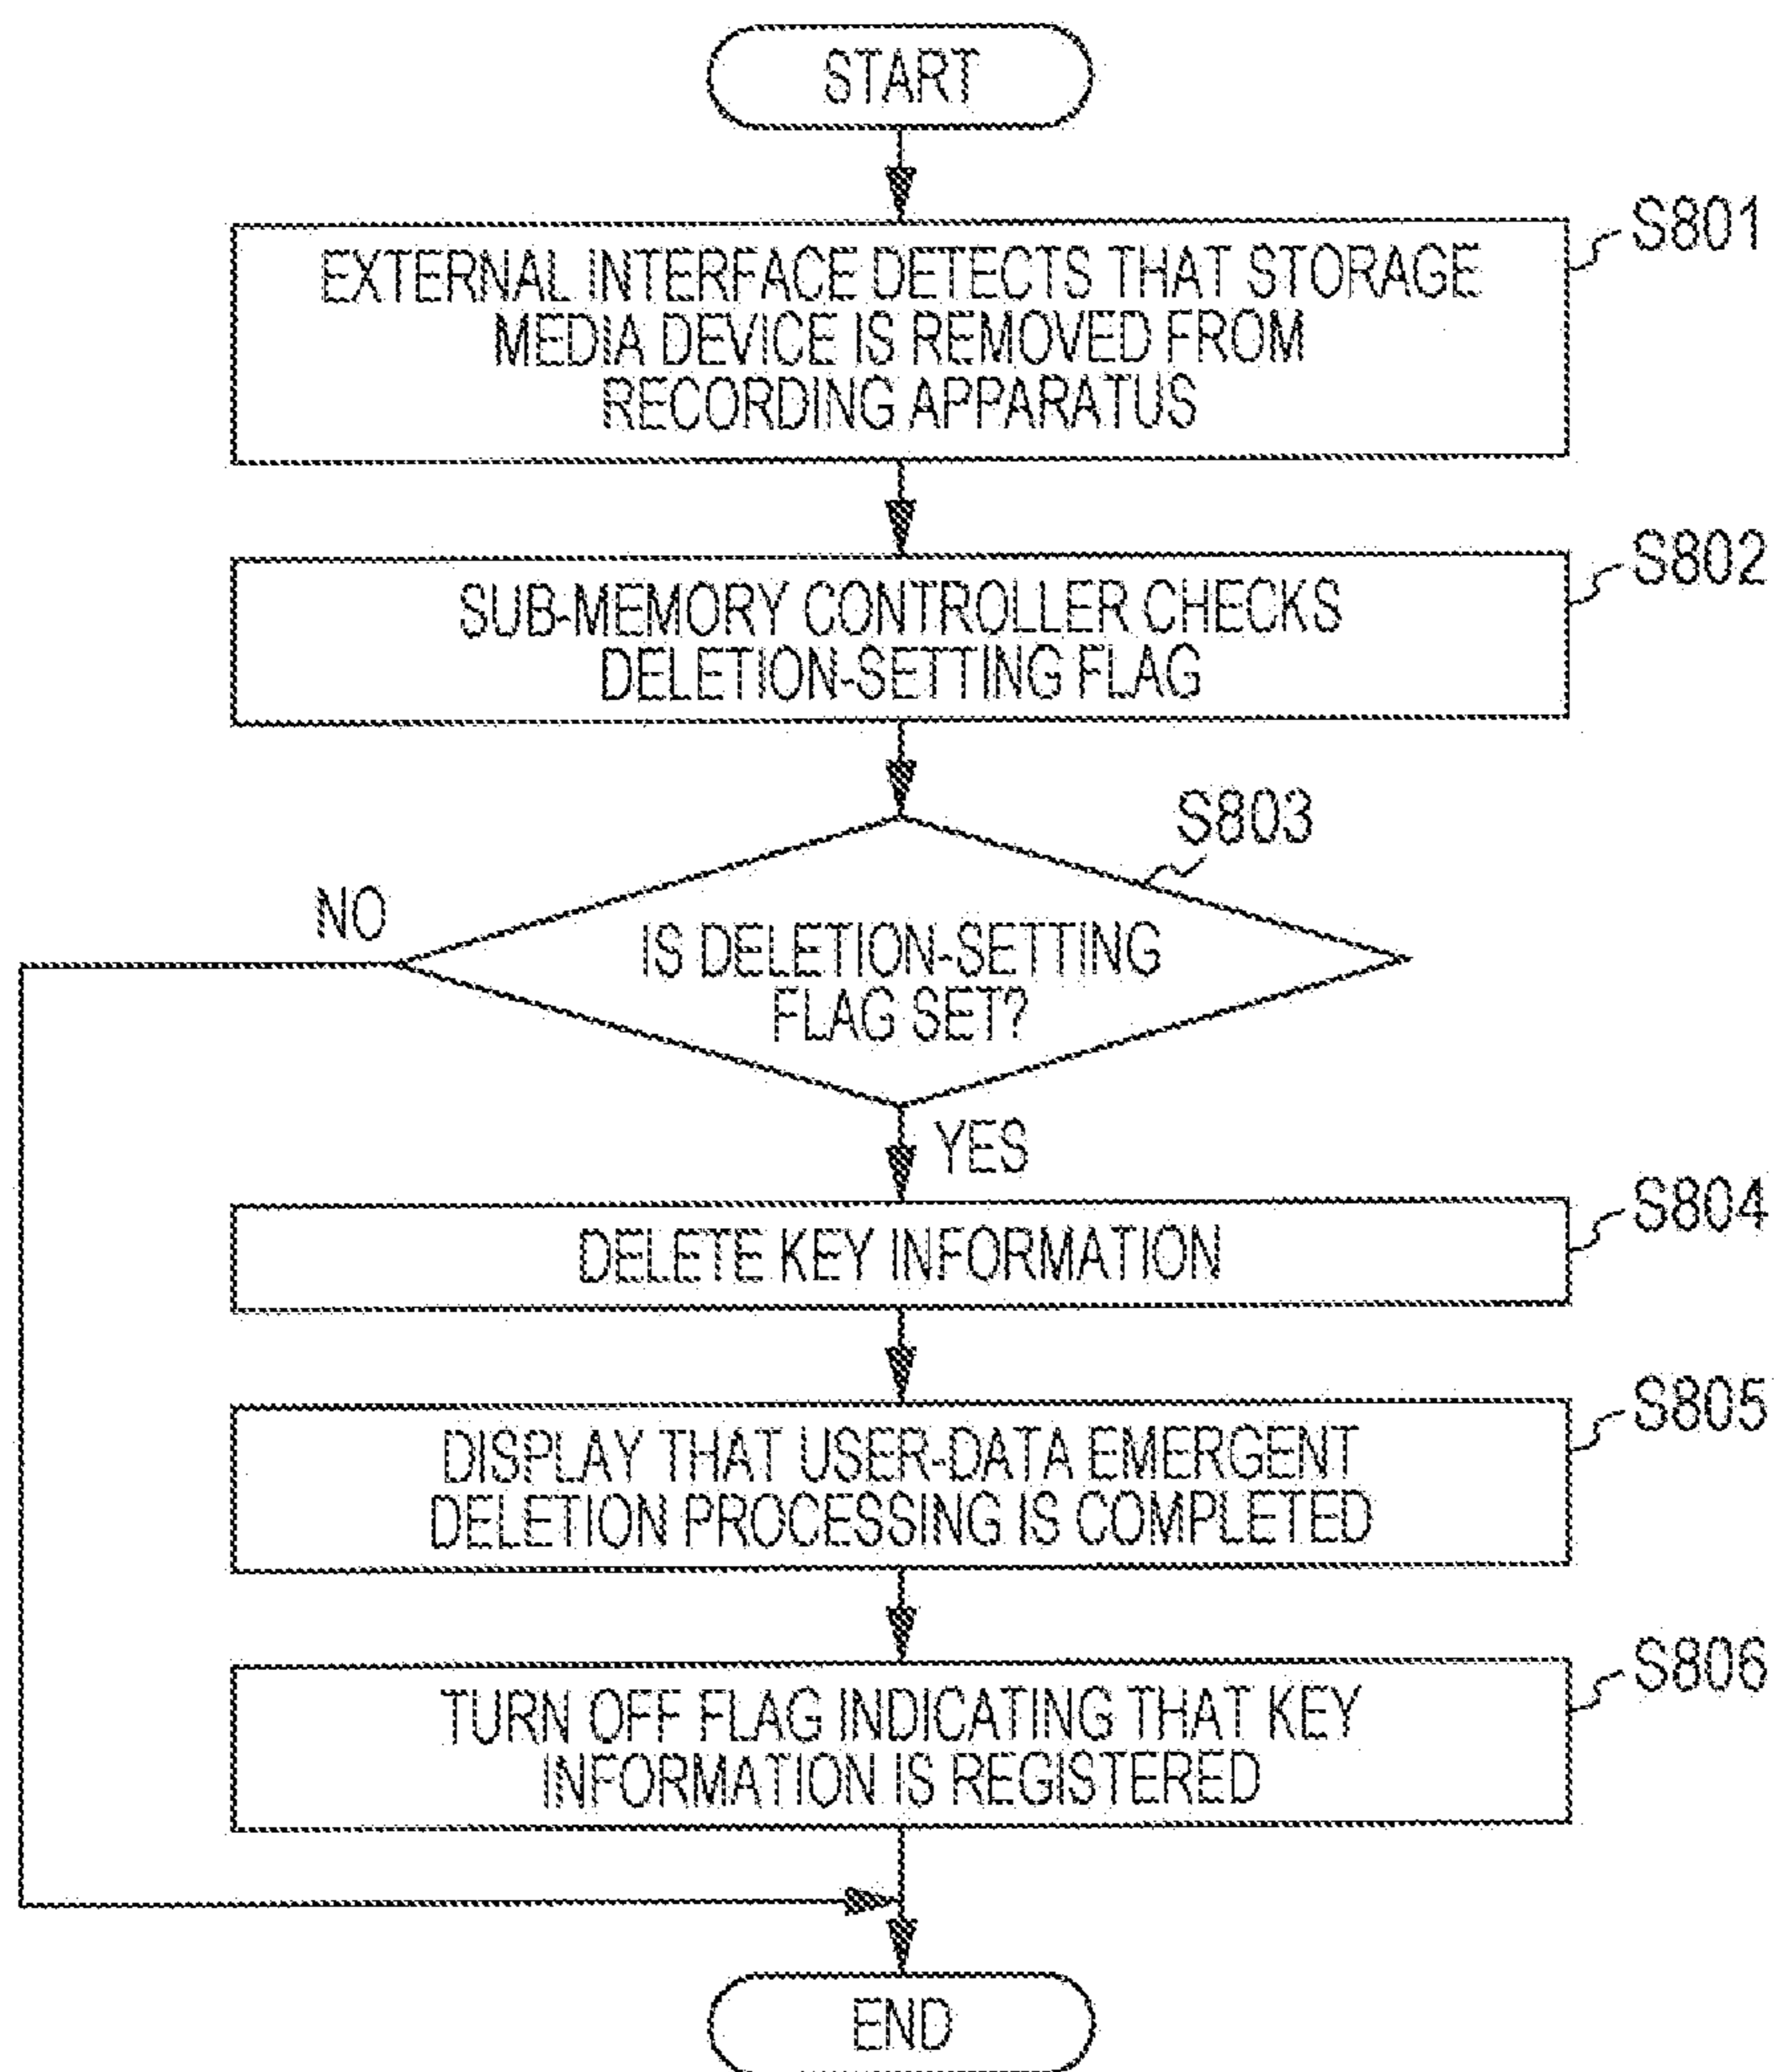 START
S801
EXTERNAL INTERFACE DETECTS THAT STORAGE
MEDIA DEVICE IS REMOVED FROM
RECORDING APPARATUS
S802
SUB-MEMORY CONTROLLER CHECKS
DELETION-SETTING FLAG
S803
NO
IS DELETION-SETTING
FLAG SET?
YES
S804
DELETE KEY INFORMATION
S805
DISPLAY THAT USER-DATA EMERGENT
DELETION PROCESSING IS COMPLETED
S806
TURN OFF FLAG INDICATING THAT KEY
INFORMATION IS REGISTERED
END